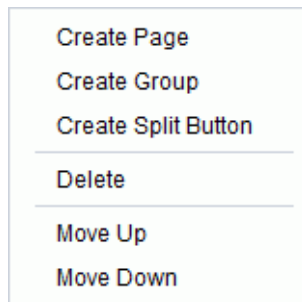 Create Page
Create Group
Create Split Button
Delete
Move Up
Move Down